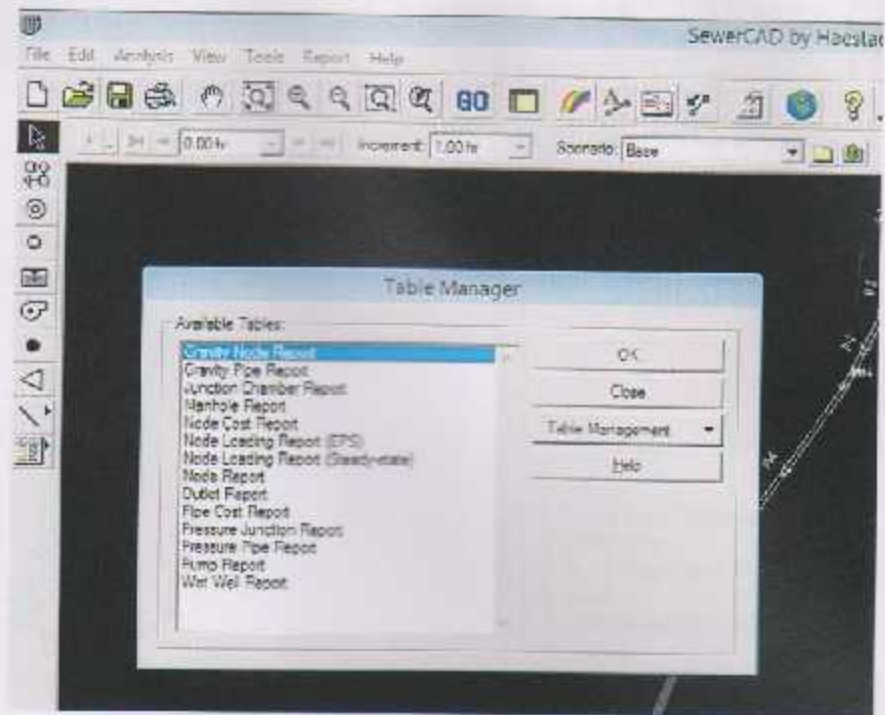 SewerCAD by Haestad
File Edit Analysis View Tools Report Help
GO
0.00 hr Increment: 1.00 hr Scenario: Base
Table Manager
Available Tables:
Gravity Node Report
Gravity Pipe Report
Junction Chamber Report
Manhole Report
Node Cost Report
Node Loading Report (EPS)
Node Loading Report (Steady-state)
Node Report
Outlet Report
Pipe Cost Report
Pressure Junction Report
Pressure Pipe Report
Pump Report
Wet Well Report
OK
Close
Table Management
Help